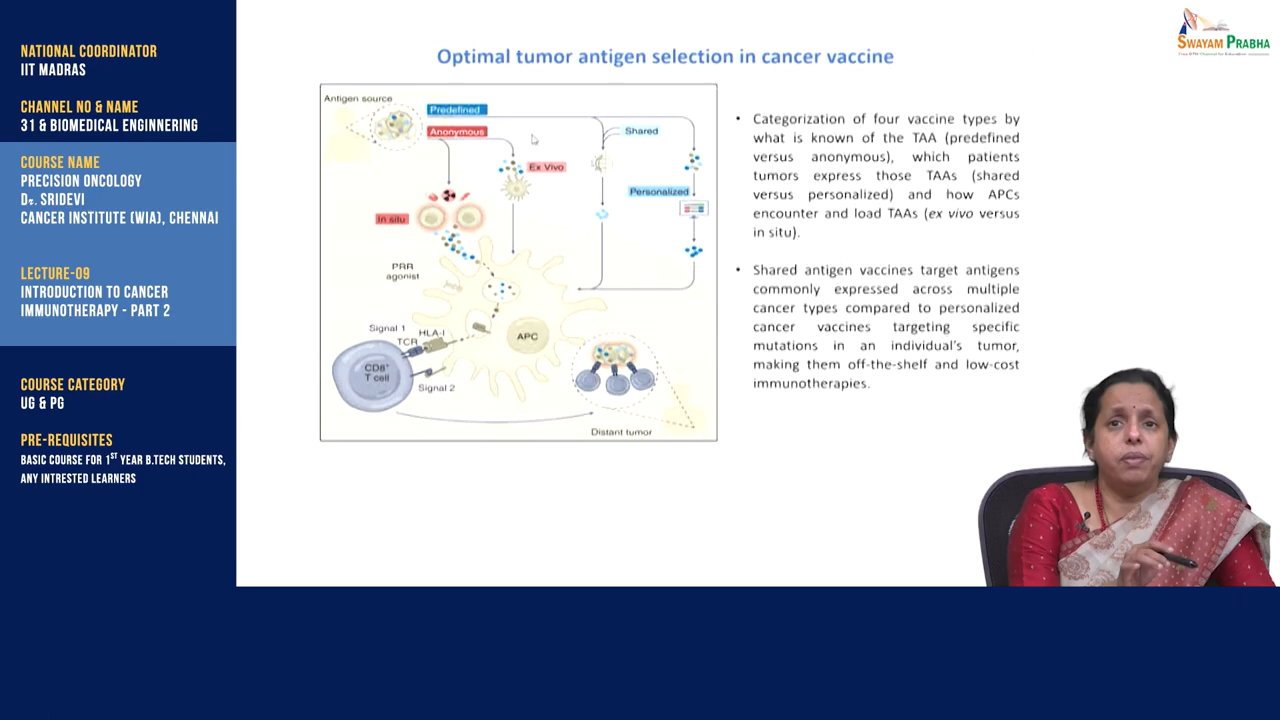 NATIONAL COORDINATOR
IIT MADRAS
CHANNEL NO & NAME
31 & BIOMEDICAL ENGINNERING
COURSE NAME
PRECISION ONCOLOGY
DR. SRIDEVI
CANCER INSTITUTE (WIA), CHENNAI
LECTURE-09
INTRODUCTION TO CANCER
IMMUNOTHERAPY - PART 2
COURSE CATEGORY
UG & PG
PRE-REQUISITES
BASIC COURSE FOR 1ST YEAR B.TECH STUDENTS,
ANY INTRESTED LEARNERS
SWAYAM PRABHA
Optimal tumor antigen selection in cancer vaccine
Antigen source
Predefined
Anonymous
Shared
Ex Vivo
Personalized
In situ
PRR
agonist
Signal 1
HLA-I
TCR
APC
CD8+
T cell
Signal 2
Distant tumor
• Categorization of four vaccine types by
what is known of the TAA (predefined
versus anonymous), which patients
tumors express those TAAs (shared
versus personalized) and how APCs
encounter and load TAAs (ex vivo versus
in situ).
• Shared antigen vaccines target antigens
commonly expressed across multiple
cancer types compared to personalized
cancer vaccines targeting specific
mutations in an individual's tumor,
making them off-the-shelf and low-cost
immunotherapies.